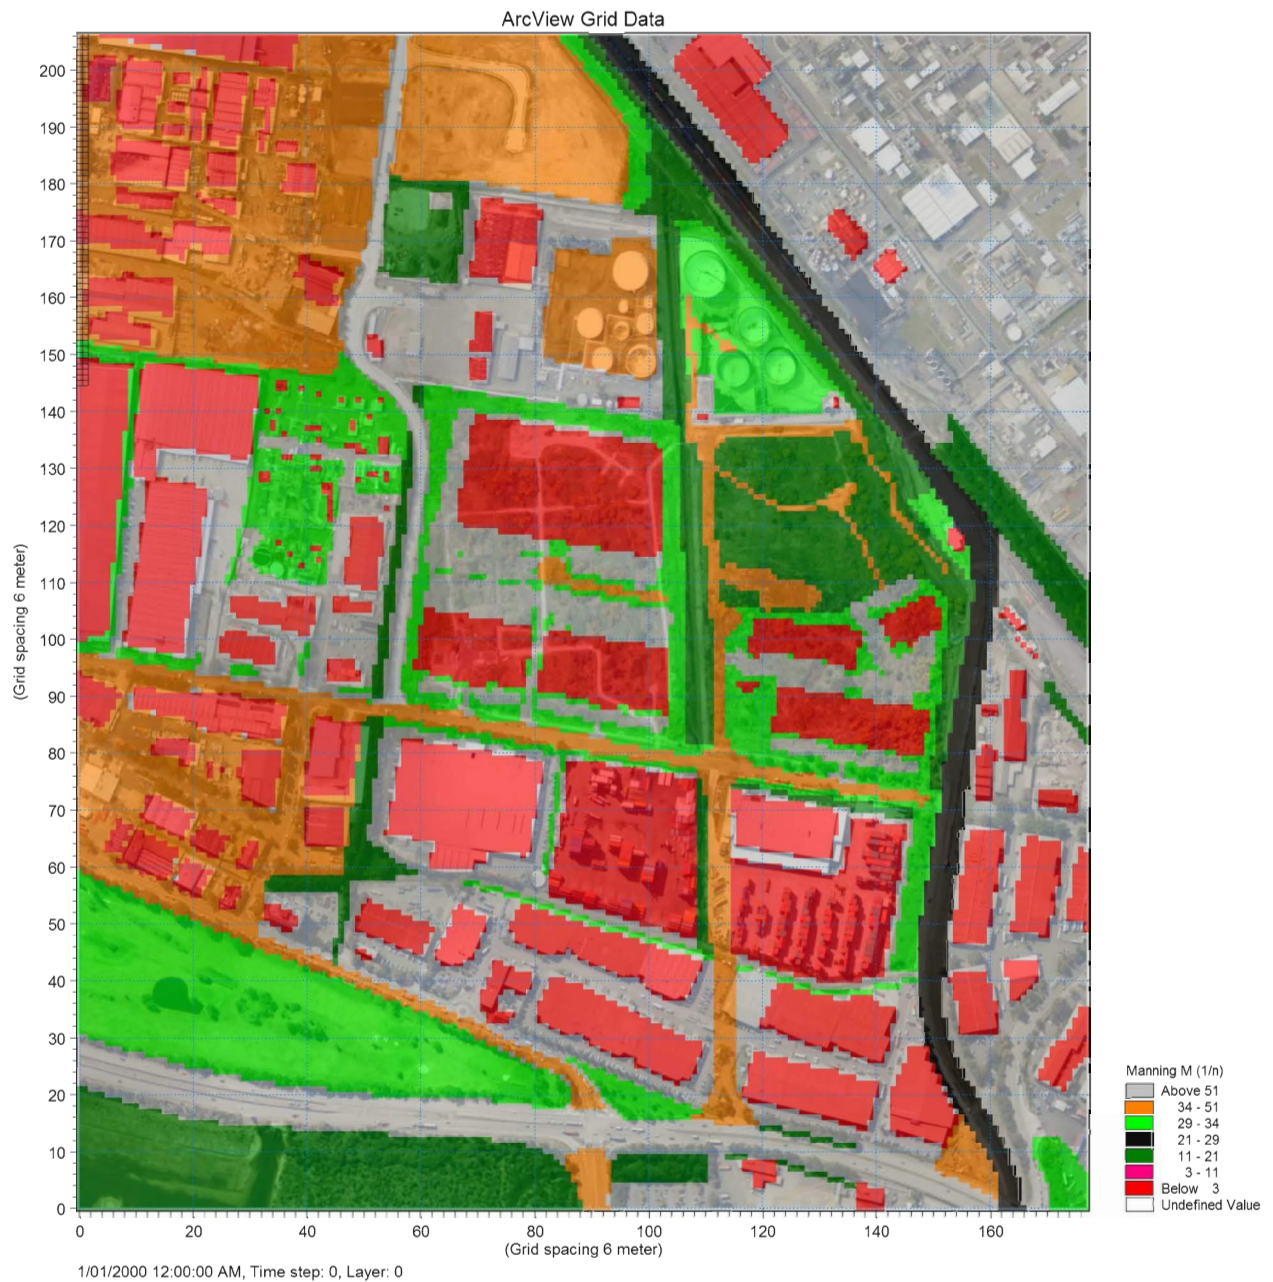 ArcView Grid Data
200
190
180
170
160
150
140
130
120
110
100
90
80
70
60
50
40
30
20
10
0
(Grid spacing 6 meter)
0 20 40 60 80 100 120 140 160
(Grid spacing 6 meter)
Manning M (1/n)
Above 51
34 - 51
29 - 34
21 - 29
11 - 21
3 - 11
Below 3
Undefined Value
1/01/2000 12:00:00 AM, Time step: 0, Layer: 0